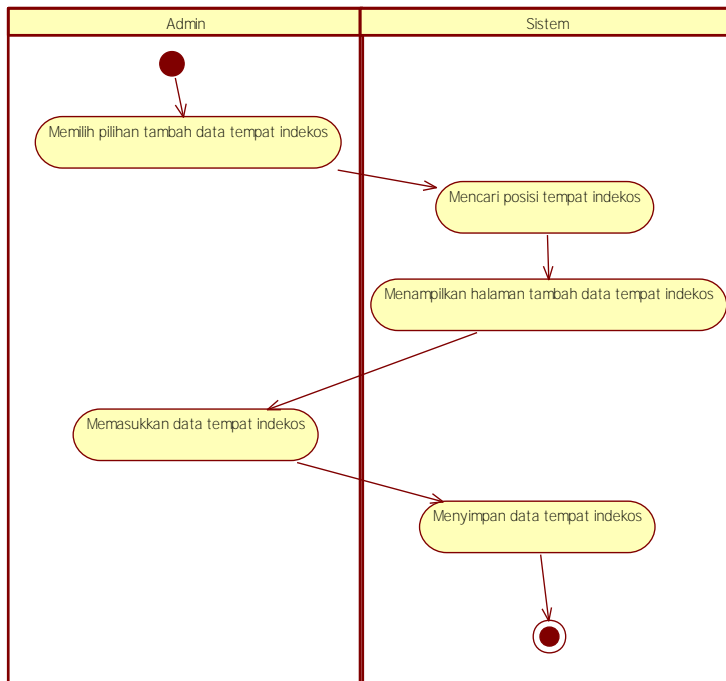 Admin
Sistem
Memilih pilihan tambah data tempat indekos
Mencari posisi tempat indekos
Menampilkan halaman tambah data tempat indekos
Memasukkan data tempat indekos
Menyimpan data tempat indekos